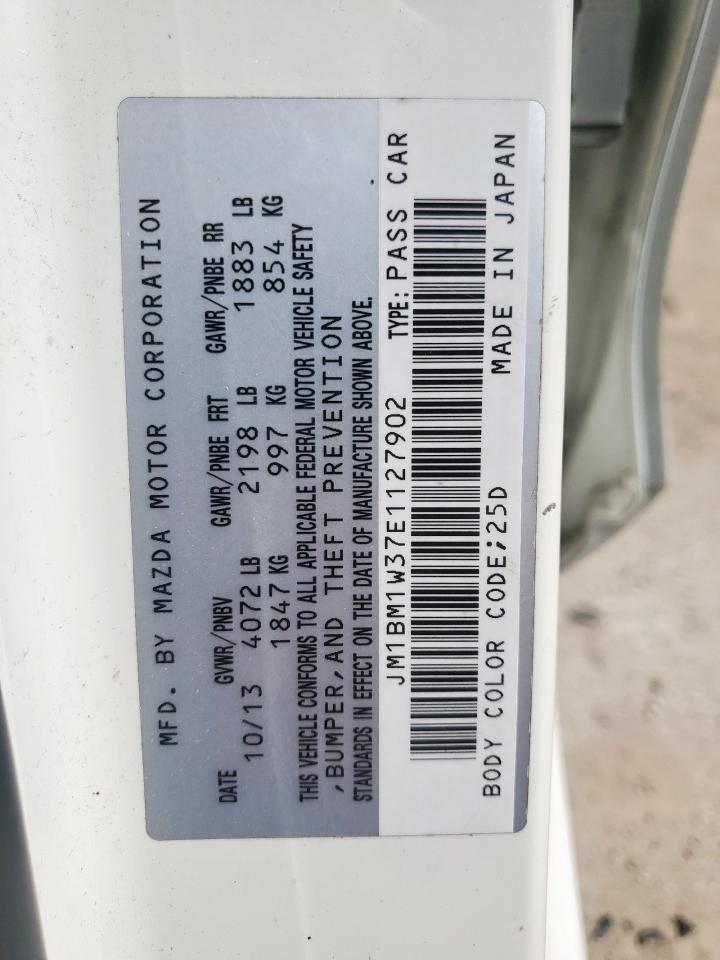 MFD. BY MAZDA MOTOR CORPORATION
DATE GVWR/PNBV GAWR/PNBE FRT GAWR/PNBE RR
10/13 4072 LB 2198 LB 1883 LB
1847 KG 997 KG 854 KG
THIS VEHICLE CONFORMS TO ALL APPLICABLE FEDERAL MOTOR VEHICLE SAFETY
,BUMPER,AND THEFT PREVENTION
STANDARDS IN EFFECT ON THE DATE OF MANUFACTURE SHOWN ABOVE.
JM1BM1W37E1127902 TYPE: PASS CAR
BODY COLOR CODE;25D MADE IN JAPAN